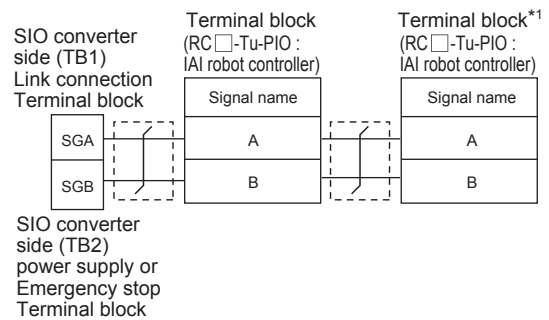 SIO converter
side (TB1)
Link connection
Terminal block
Terminal block
(RC□-Tu-PIO :
IAI robot controller)
Terminal block*1
(RC□-Tu-PIO :
IAI robot controller)
Signal name
Signal name
SGA
A
A
SGB
B
B
SIO converter
side (TB2)
power supply or
Emergency stop
Terminal block